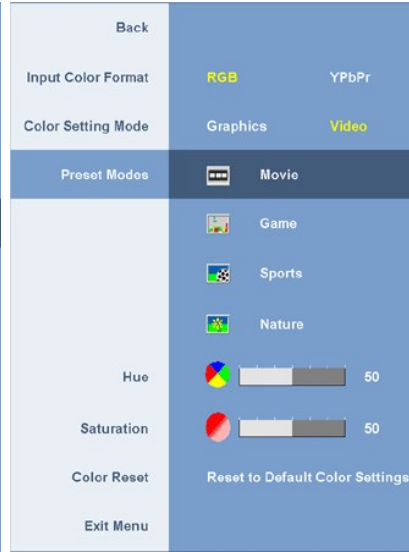 Back
Input Color Format RGB YPbPr
Color Setting Mode Graphics Video
Preset Modes Movie
Game
Sports
Nature
Hue 50
Saturation 50
Color Reset Reset to Default Color Settings
Exit Menu